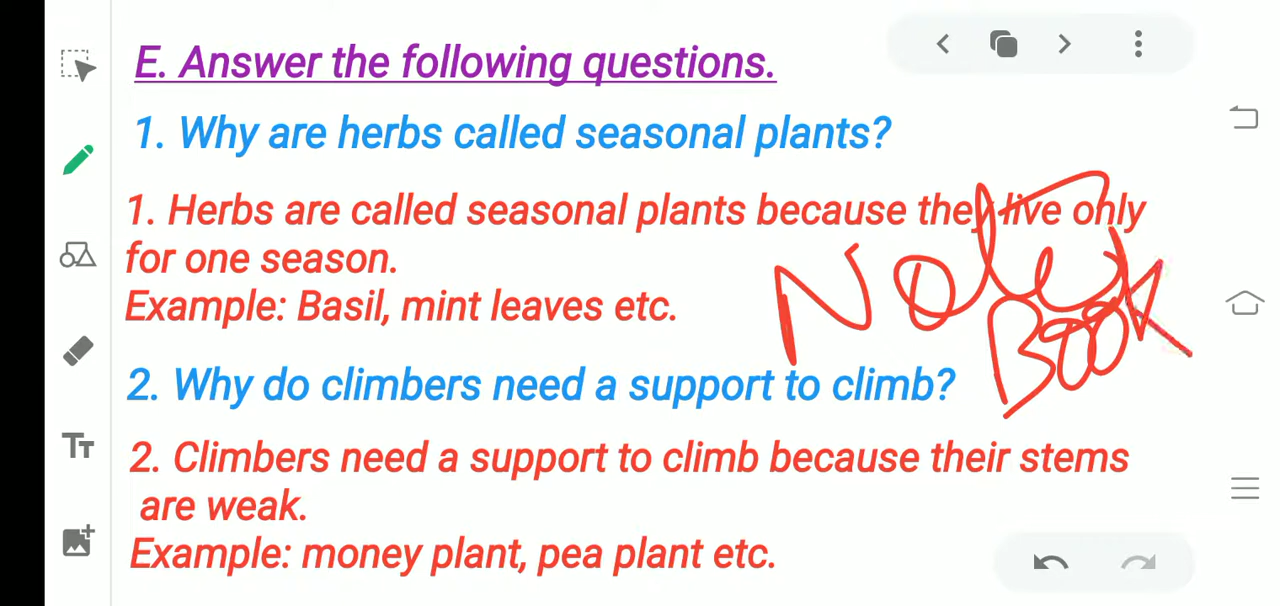 E. Answer the following questions.
1. Why are herbs called seasonal plants?
1. Herbs are called seasonal plants because they live only
for one season.
Example: Basil, mint leaves etc.
Note
Book
2. Why do climbers need a support to climb?
2. Climbers need a support to climb because their stems
are weak.
Example: money plant, pea plant etc.
TT